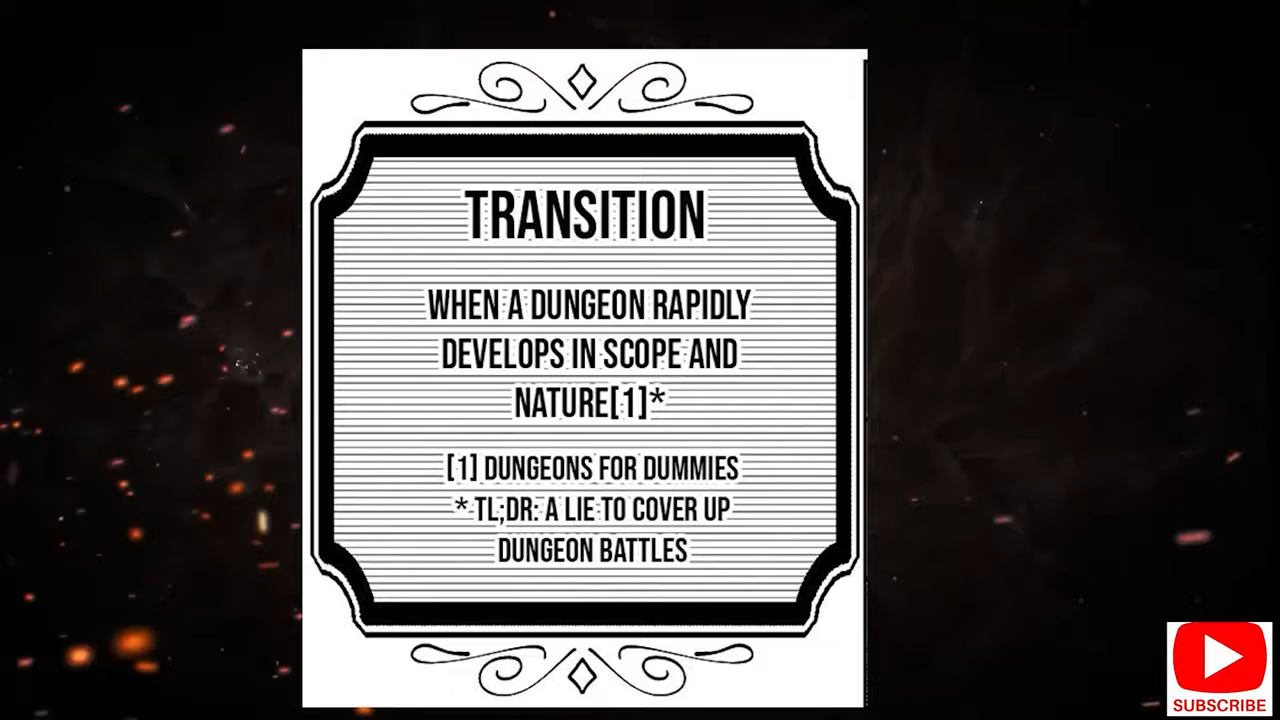 TRANSITION
WHEN A DUNGEON RAPIDLY
DEVELOPS IN SCOPE AND
NATURE[1]*
[1] DUNGEONS FOR DUMMIES
* TL;DR: A LIE TO COVER UP
DUNGEON BATTLES
SUBSCRIBE